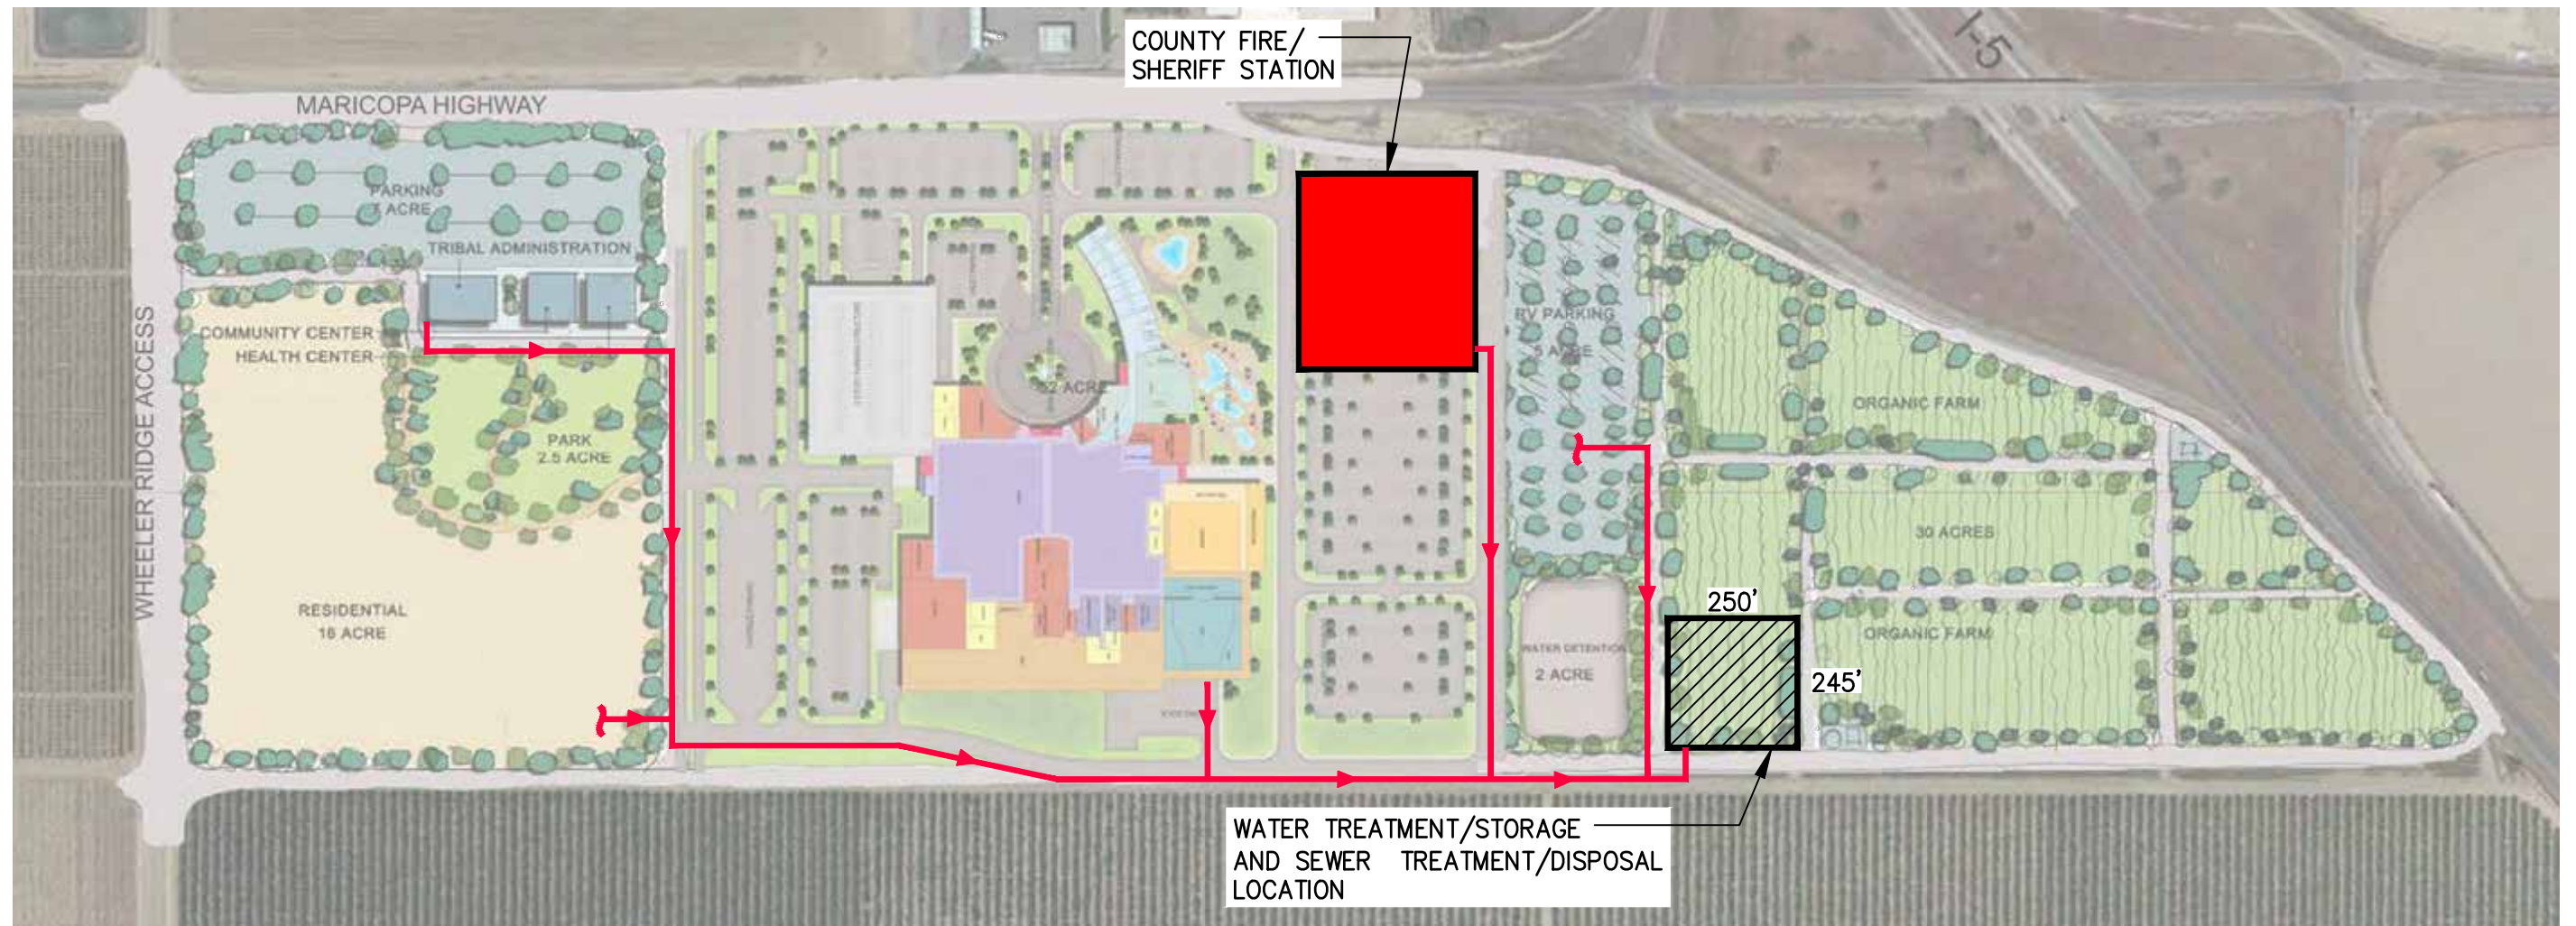 COUNTY FIRE/
SHERIFF STATION
I-5
MARICOPA HIGHWAY
PARKING
TRIBAL ADMINISTRATION
WHEELER RIDGE ACCESS
COMMUNITY CENTER
HEALTH CENTER
PARK
2.5 ACRE
RESIDENTIAL
16 ACRE
RV PARKING
5 ACRE
ORGANIC FARM
30 ACRES
ORGANIC FARM
WATER DETENTION
2 ACRE
250'
245'
WATER TREATMENT/STORAGE
AND SEWER TREATMENT/DISPOSAL
LOCATION